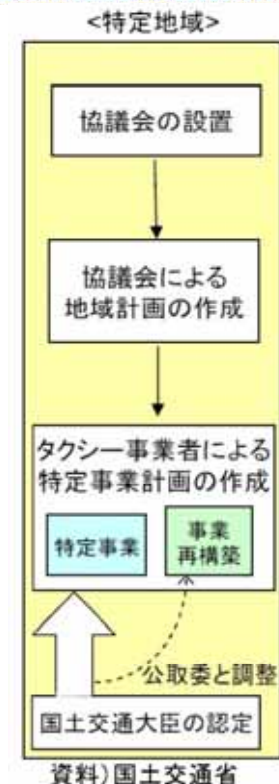 <特定地域>
協議会の設置
協議会による
地域計画の作成
タクシー事業者による
特定事業計画の作成
特定事業
事業
再構築
公取委と調整
国土交通大臣の認定
資料)国土交通省